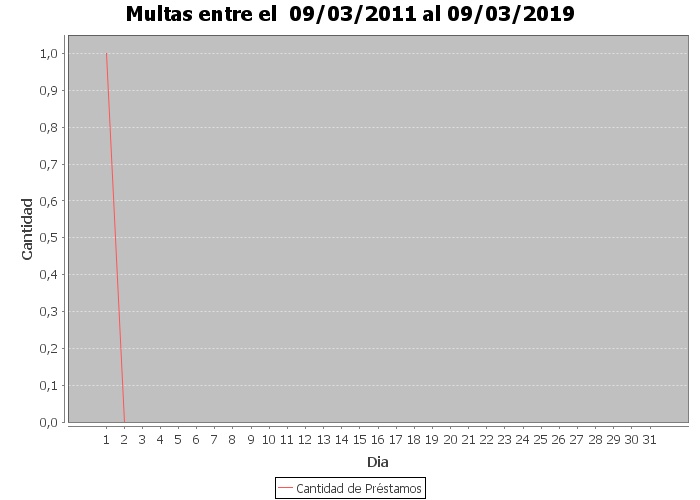 Multas entre el  09/03/2011 al 09/03/2019
1,0
0,9
0,8
0,7
0,6
0,5
0,4
0,3
0,2
0,1
0,0
Cantidad
1 2 3 4 5 6 7 8 9 10 11 12 13 14 15 16 17 18 19 20 21 22 23 24 25 26 27 28 29 30 31
Dia
Cantidad de Préstamos